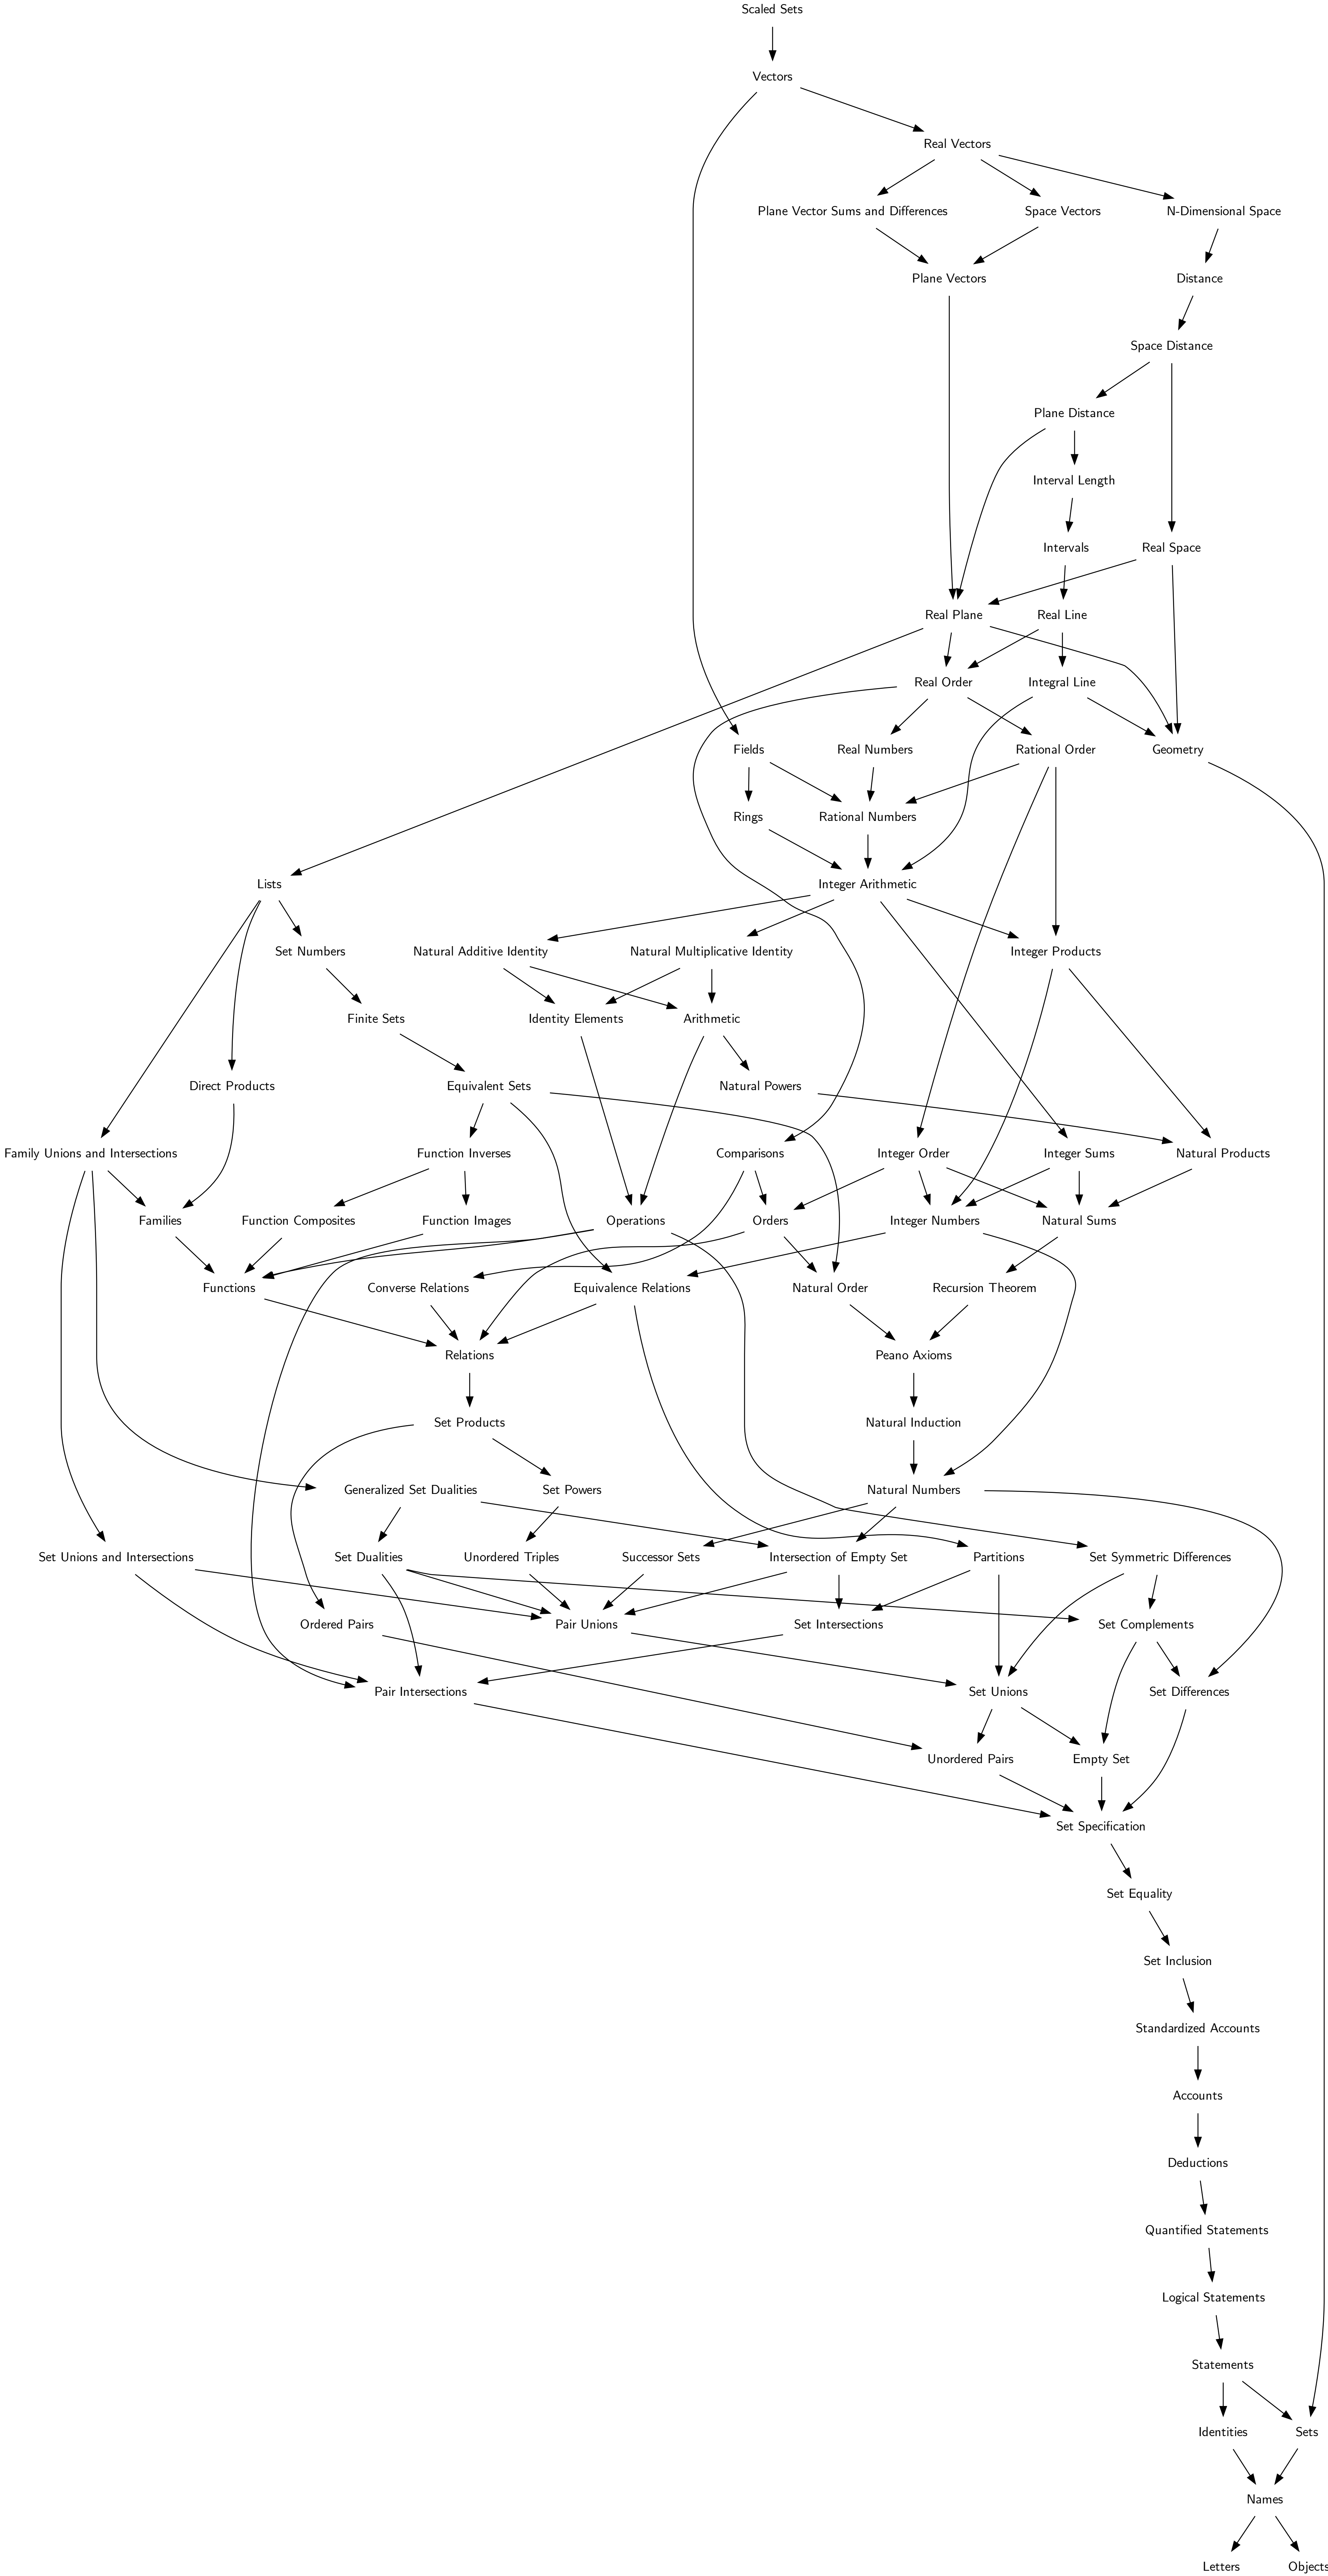 Scaled Sets
Vectors
Real Vectors
Plane Vector Sums and Differences
Space Vectors
N-Dimensional Space
Plane Vectors
Distance
Space Distance
Plane Distance
Interval Length
Intervals
Real Space
Real Plane
Real Line
Real Order
Integral Line
Fields
Real Numbers
Rational Order
Geometry
Rings
Rational Numbers
Lists
Integer Arithmetic
Set Numbers
Natural Additive Identity
Natural Multiplicative Identity
Integer Products
Finite Sets
Identity Elements
Arithmetic
Direct Products
Equivalent Sets
Natural Powers
Family Unions and Intersections
Function Inverses
Comparisons
Integer Order
Integer Sums
Natural Products
Families
Function Composites
Function Images
Operations
Orders
Integer Numbers
Natural Sums
Functions
Converse Relations
Equivalence Relations
Natural Order
Recursion Theorem
Relations
Peano Axioms
Set Products
Natural Induction
Generalized Set Dualities
Set Powers
Natural Numbers
Set Unions and Intersections
Set Dualities
Unordered Triples
Successor Sets
Intersection of Empty Set
Partitions
Set Symmetric Differences
Ordered Pairs
Pair Unions
Set Intersections
Set Complements
Pair Intersections
Set Unions
Set Differences
Unordered Pairs
Empty Set
Set Specification
Set Equality
Set Inclusion
Standardized Accounts
Accounts
Deductions
Quantified Statements
Logical Statements
Statements
Identities
Sets
Names
Letters
Objects